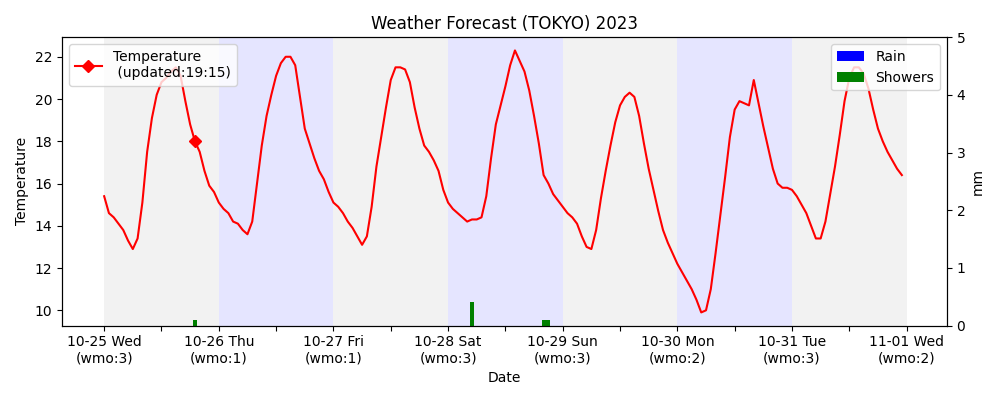 Weather Forecast (TOKYO) 2023
Temperature
(updated:19:15)
Rain
Showers
22
20
18
16
14
12
10
Temperature
5
4
3
2
1
0
mm
10-25 Wed
(wmo:3)
10-26 Thu
(wmo:1)
10-27 Fri
(wmo:1)
10-28 Sat
(wmo:3)
10-29 Sun
(wmo:3)
10-30 Mon
(wmo:2)
10-31 Tue
(wmo:3)
11-01 Wed
(wmo:2)
Date